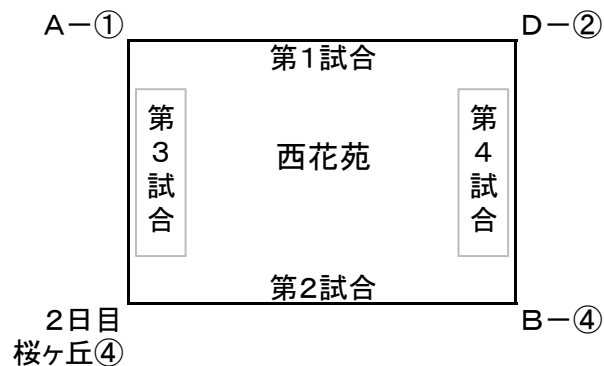 A－①
D－②
第1試合
第3試合
西花苑
第4試合
第2試合
2日目
桜ヶ丘④
B－④